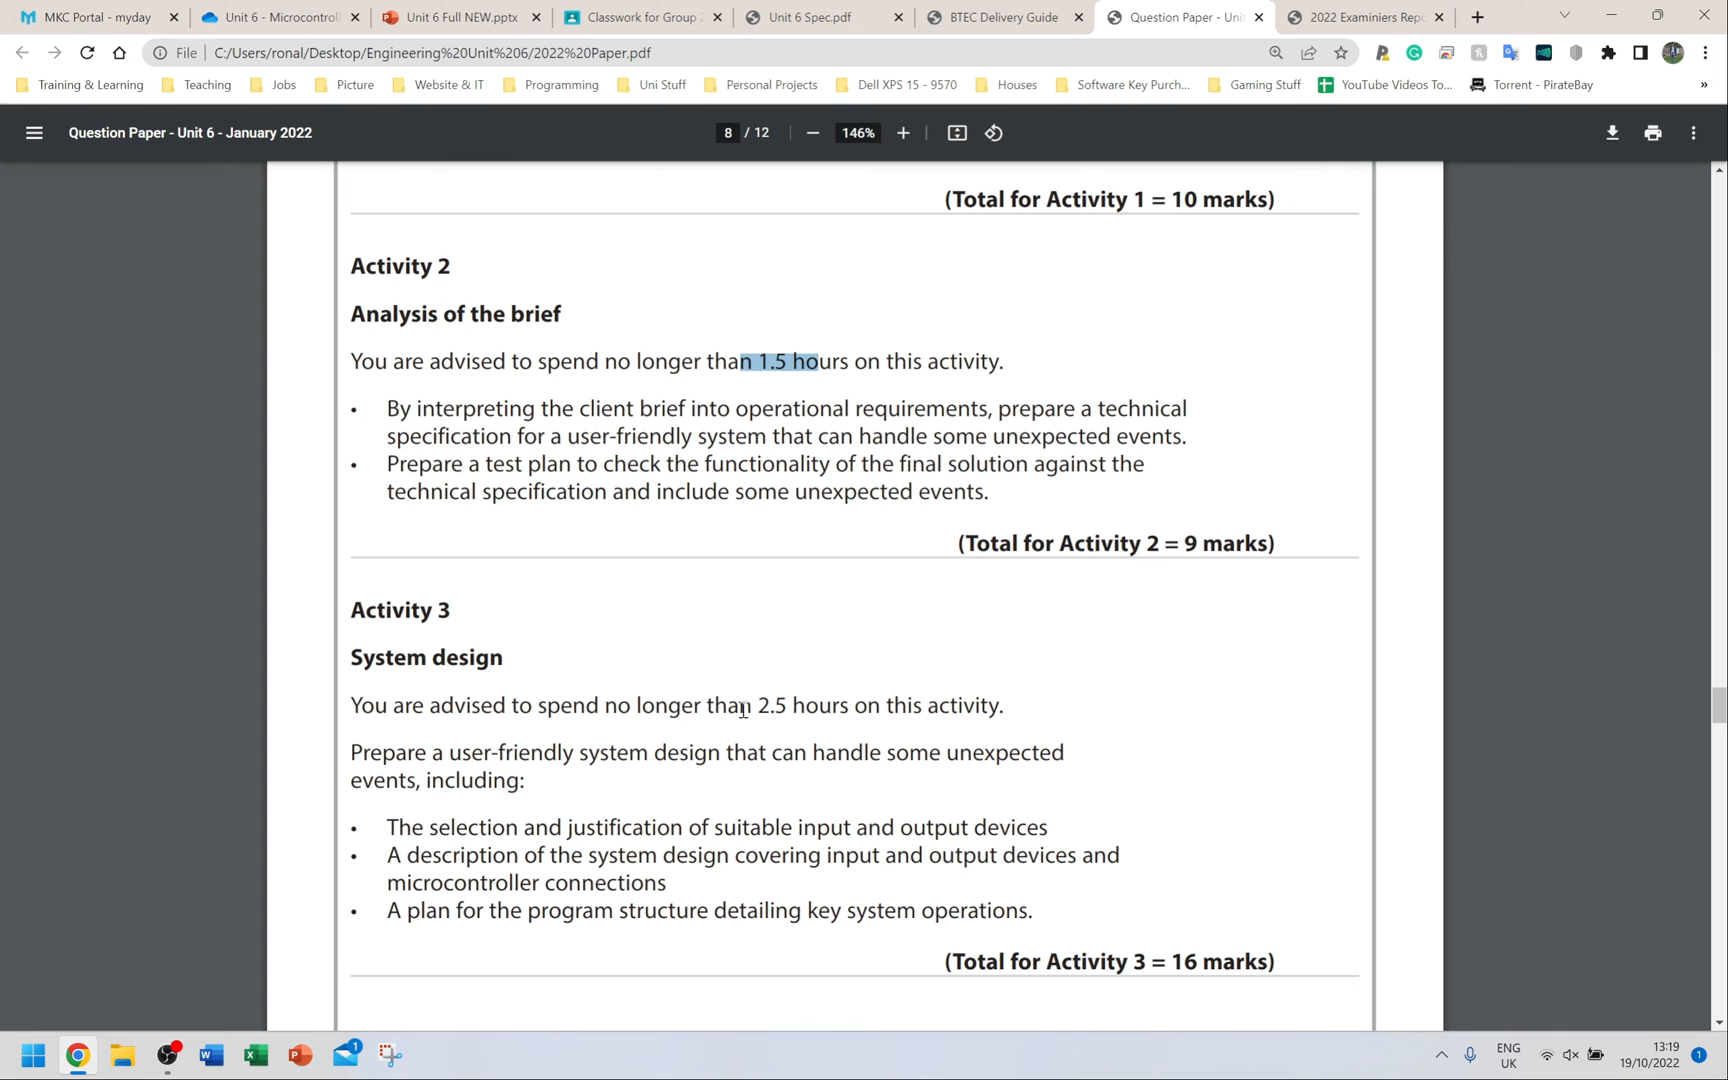 MKC Portal - myday
Unit 6 - Microcontrol
Unit 6 Full NEW.pptx
Classwork for Group 2
Unit 6 Spec.pdf
BTEC Delivery Guide
Question Paper - Uni
2022 Examiniers Repo
File
C:/Users/ronal/Desktop/Engineering%20Unit%206/2022%20Paper.pdf
Training & Learning
Teaching
Jobs
Picture
Website & IT
Programming
Uni Stuff
Personal Projects
Dell XPS 15 - 9570
Houses
Software Key Purch...
Gaming Stuff
YouTube Videos To...
Torrent - PirateBay
»
Question Paper - Unit 6 - January 2022
8 / 12
146%
(Total for Activity 1 = 10 marks)
Activity 2
Analysis of the brief
You are advised to spend no longer than 1.5 hours on this activity.
• By interpreting the client brief into operational requirements, prepare a technical
specification for a user-friendly system that can handle some unexpected events.
• Prepare a test plan to check the functionality of the final solution against the
technical specification and include some unexpected events.
(Total for Activity 2 = 9 marks)
Activity 3
System design
You are advised to spend no longer than 2.5 hours on this activity.
Prepare a user-friendly system design that can handle some unexpected
events, including:
• The selection and justification of suitable input and output devices
• A description of the system design covering input and output devices and
microcontroller connections
• A plan for the program structure detailing key system operations.
(Total for Activity 3 = 16 marks)
1
ENG
UK
13:19
19/10/2022
1